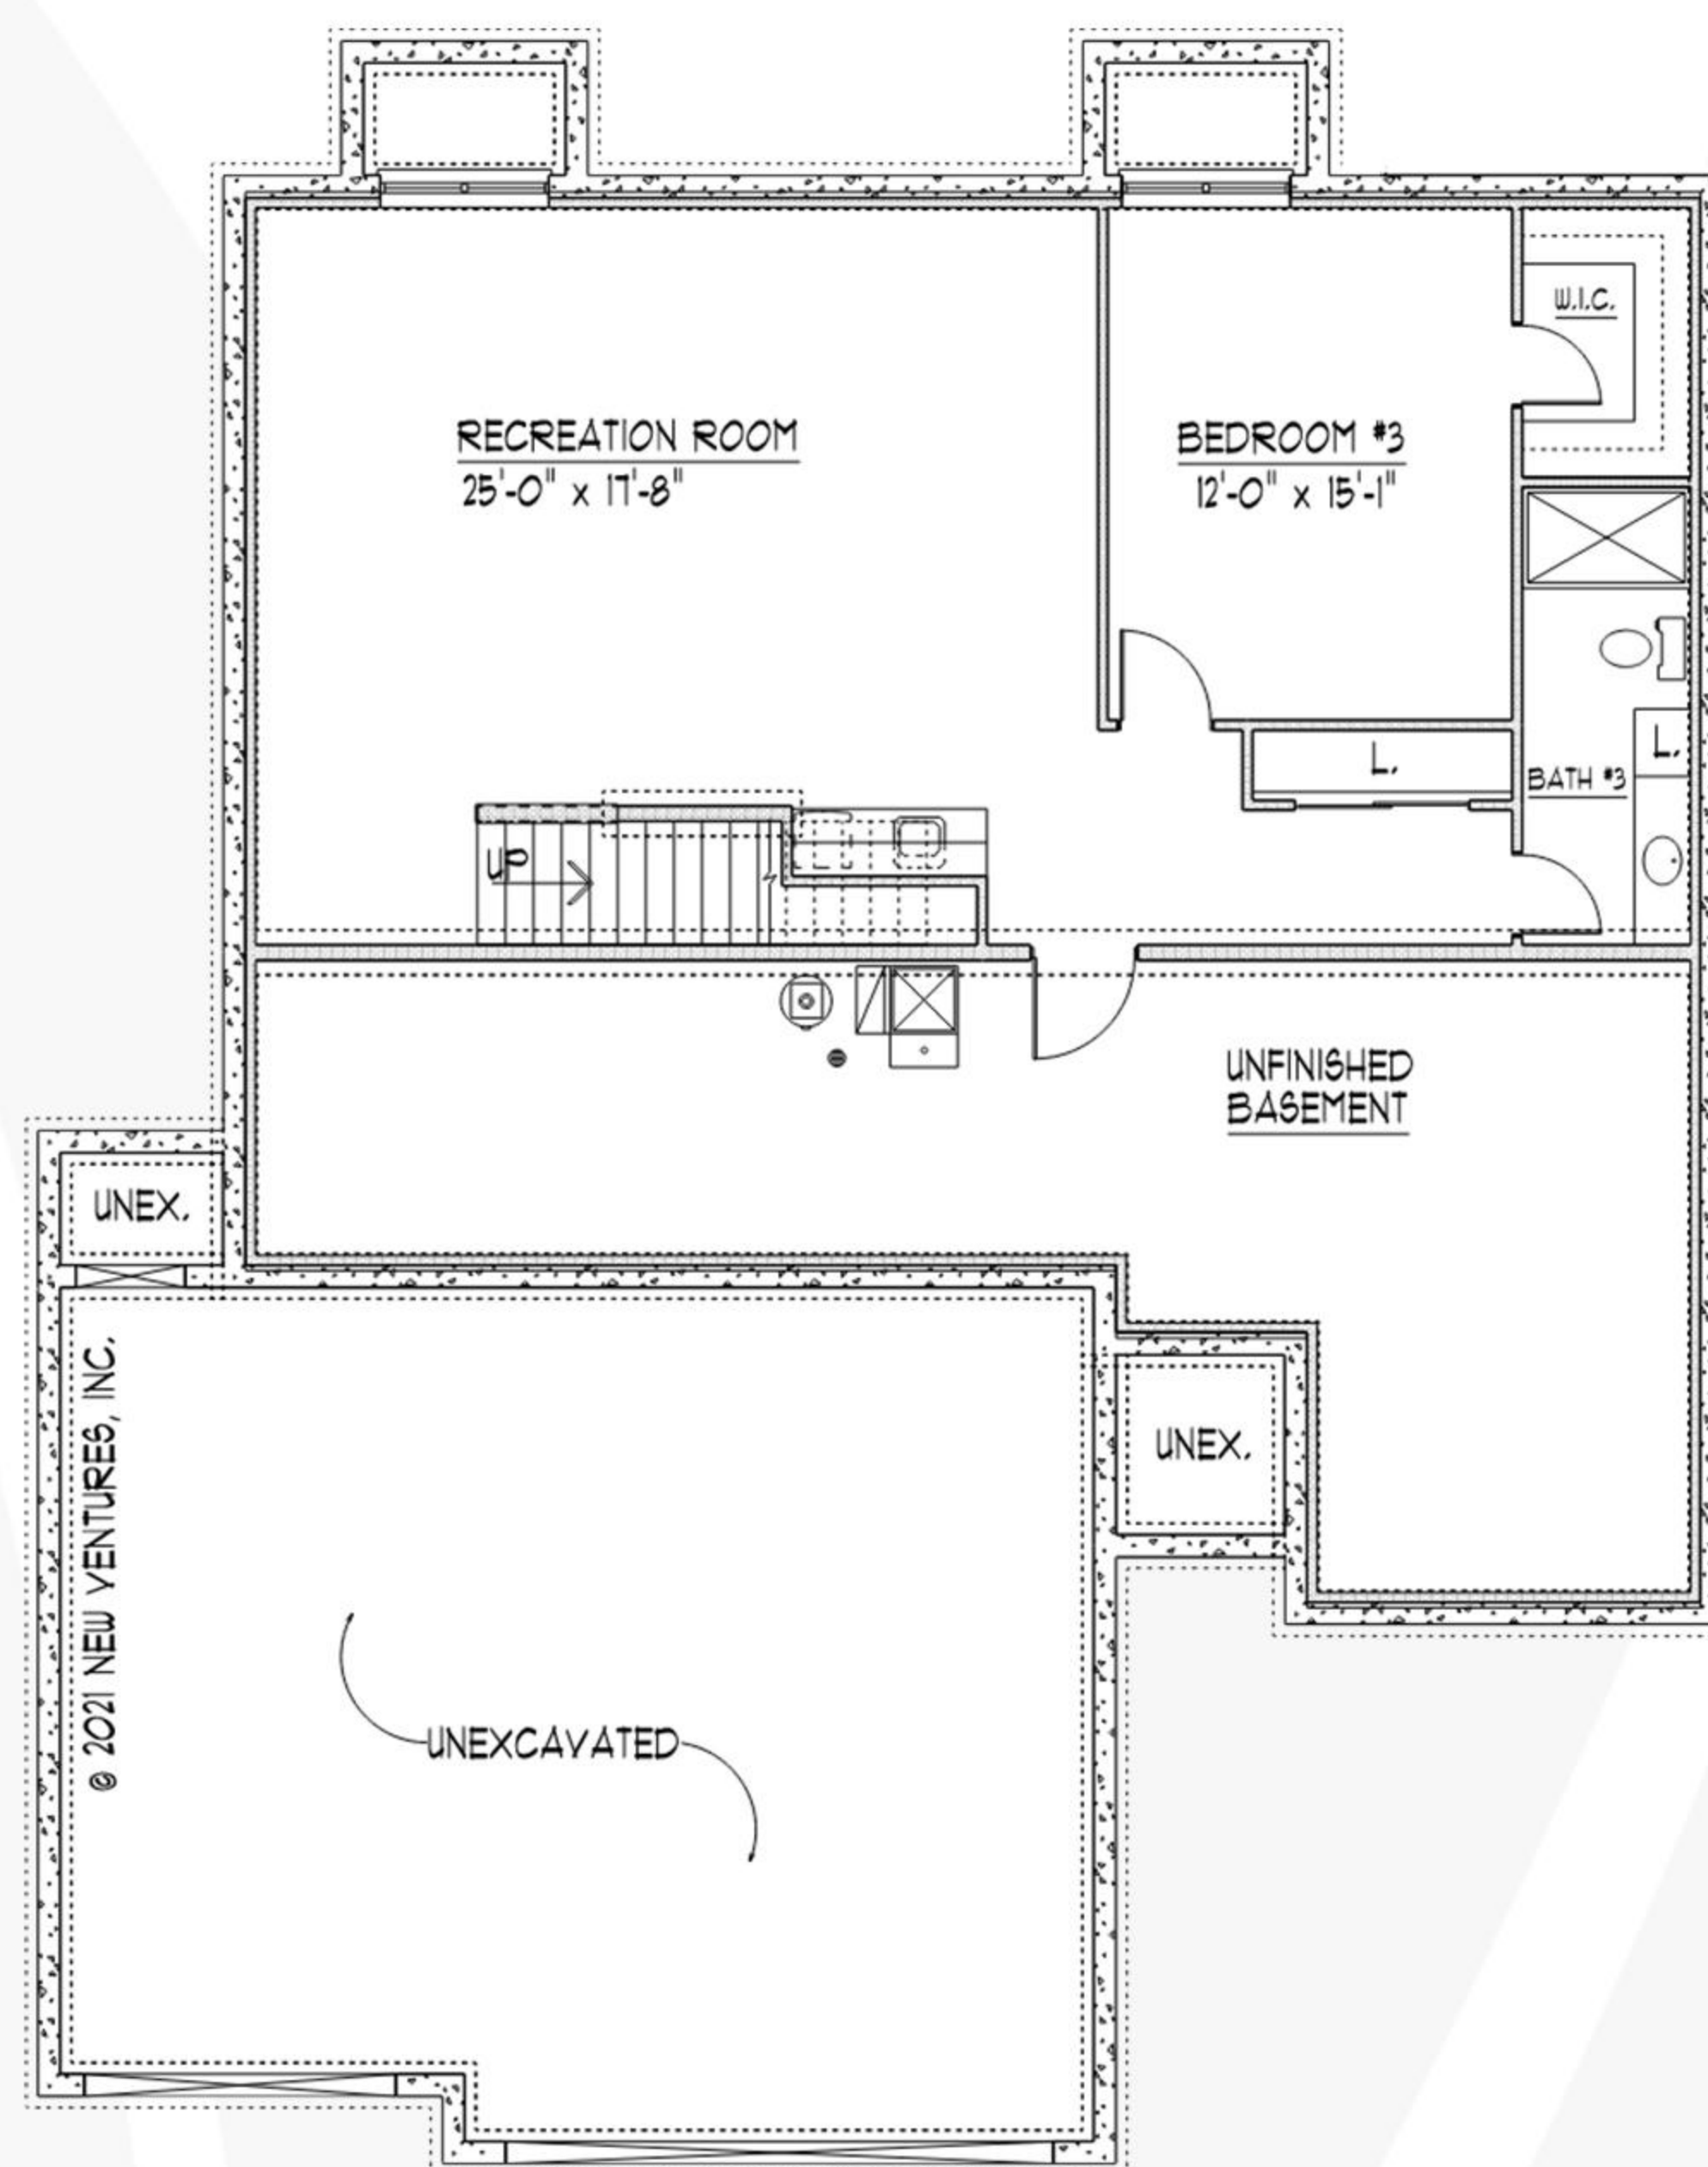 W.I.C.
RECREATION ROOM
25'-0" x 17'-8"
BEDROOM #3
12'-0" x 15'-1"
L.
L.
BATH #3
UP
UNFINISHED
BASEMENT
UNEX.
© 2021 NEW VENTURES, INC.
UNEX.
UNEXCAVATED